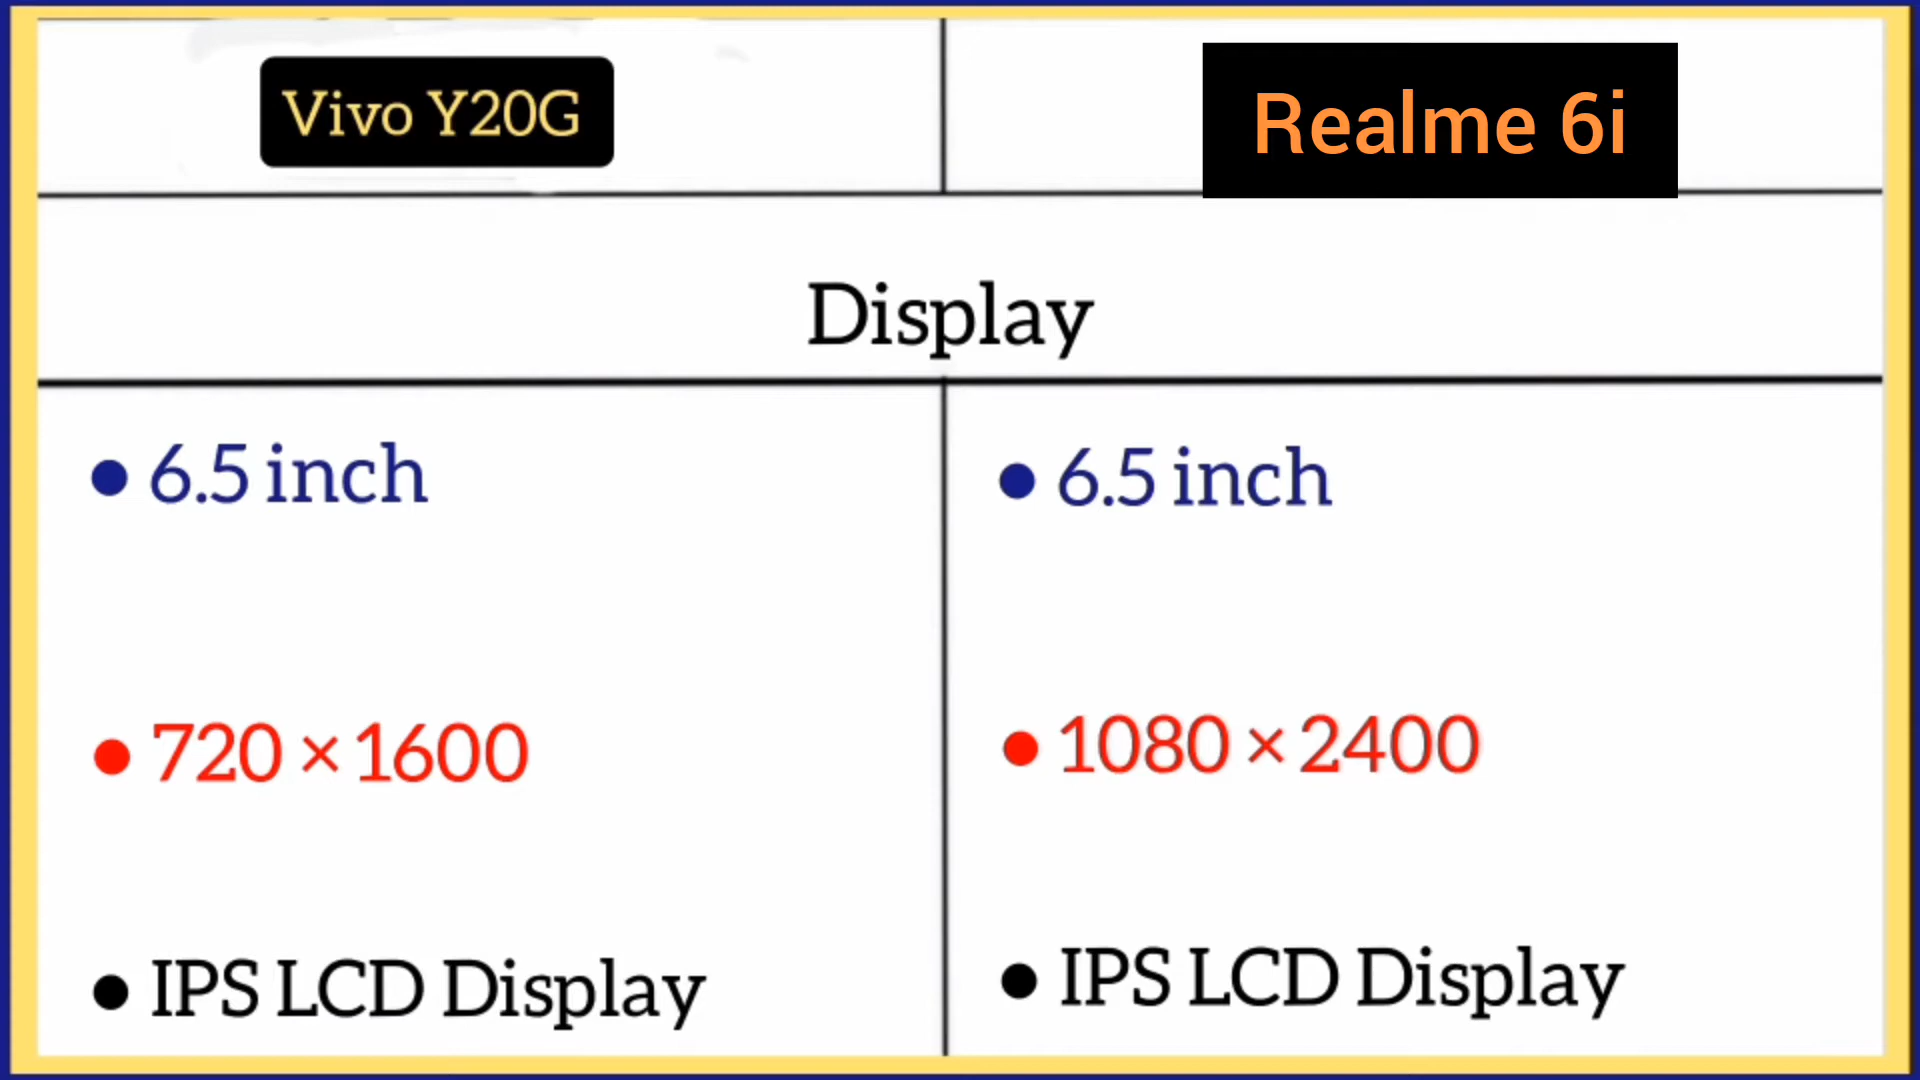 Vivo Y20G
Realme 6i
Display
● 6.5 inch
● 6.5 inch
● 720 × 1600
● 1080 × 2400
● IPS LCD Display
● IPS LCD Display